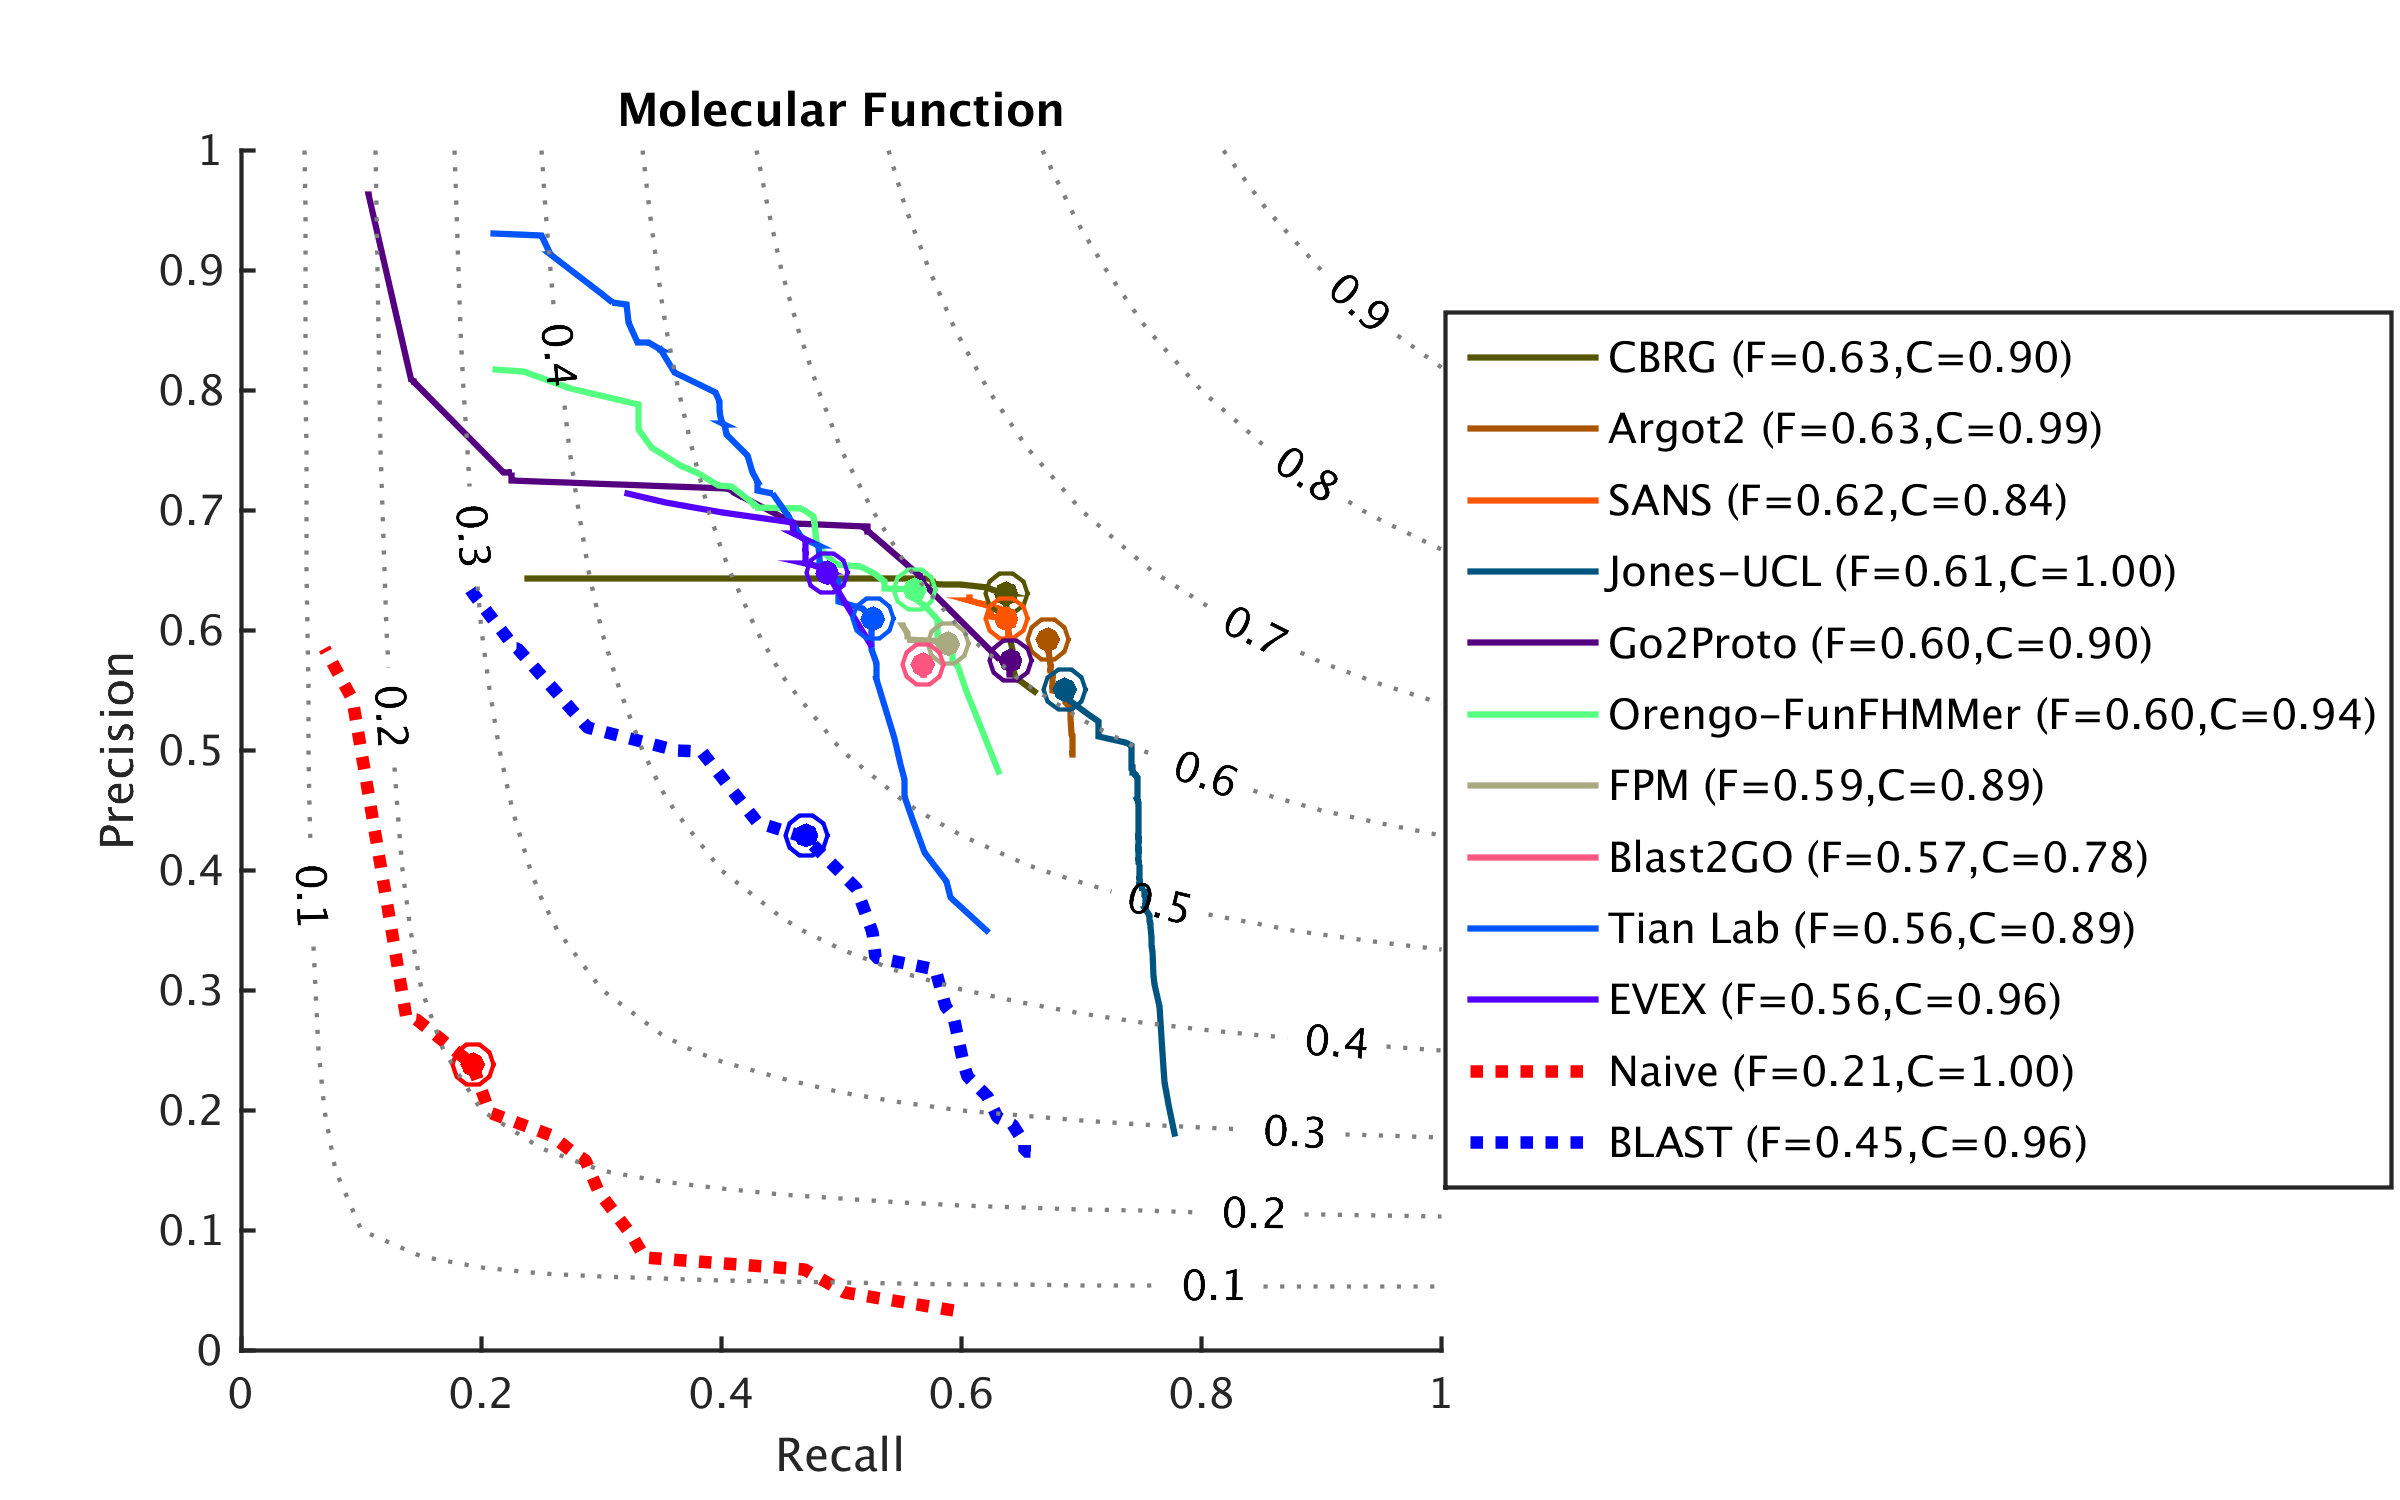 Molecular Function
Precision
1
0.9
0.8
0.7
0.6
0.5
0.4
0.3
0.2
0.1
0
0 0.2 0.4 0.6 0.8 1
Recall
0.1
0.2
0.3
0.4
0.9
0.8
0.7
0.6
0.5
0.4
0.3
0.2
0.1
CBRG (F=0.63,C=0.90)
Argot2 (F=0.63,C=0.99)
SANS (F=0.62,C=0.84)
Jones-UCL (F=0.61,C=1.00)
Go2Proto (F=0.60,C=0.90)
Orengo-FunFHMMer (F=0.60,C=0.94)
FPM (F=0.59,C=0.89)
Blast2GO (F=0.57,C=0.78)
Tian Lab (F=0.56,C=0.89)
EVEX (F=0.56,C=0.96)
Naive (F=0.21,C=1.00)
BLAST (F=0.45,C=0.96)